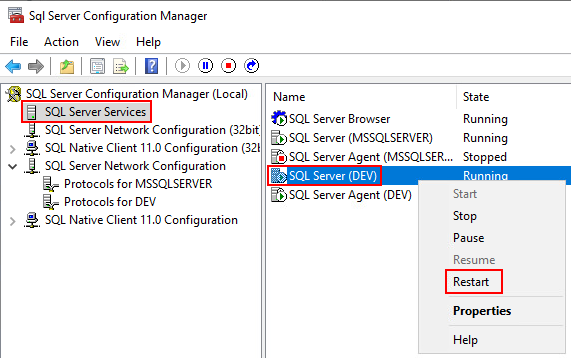 Sql Server Configuration Manager
File Action View Help
SQL Server Configuration Manager (Local)
SQL Server Services
SQL Server Network Configuration (32bit)
SQL Native Client 11.0 Configuration (32b
SQL Server Network Configuration
Protocols for MSSQLSERVER
Protocols for DEV
SQL Native Client 11.0 Configuration
Name State
SQL Server Browser Running
SQL Server (MSSQLSERVER) Running
SQL Server Agent (MSSQLSER... Stopped
SQL Server (DEV) Running
SQL Server Agent (DEV)
Start
Stop
Pause
Resume
Restart
Properties
Help